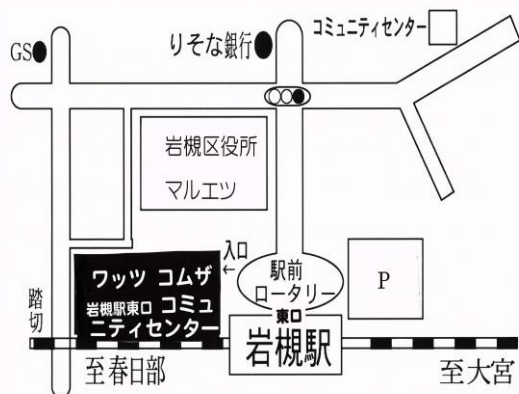 コミュニティセンター
GS
りそな銀行
岩槻区役所
マルエツ
入口
←
駅前
ロータリー
P
ワッツ コムザ
岩槻駅東口 コミュ
ニティセンター
踏切
東口
岩槻駅
至春日部
至大宮